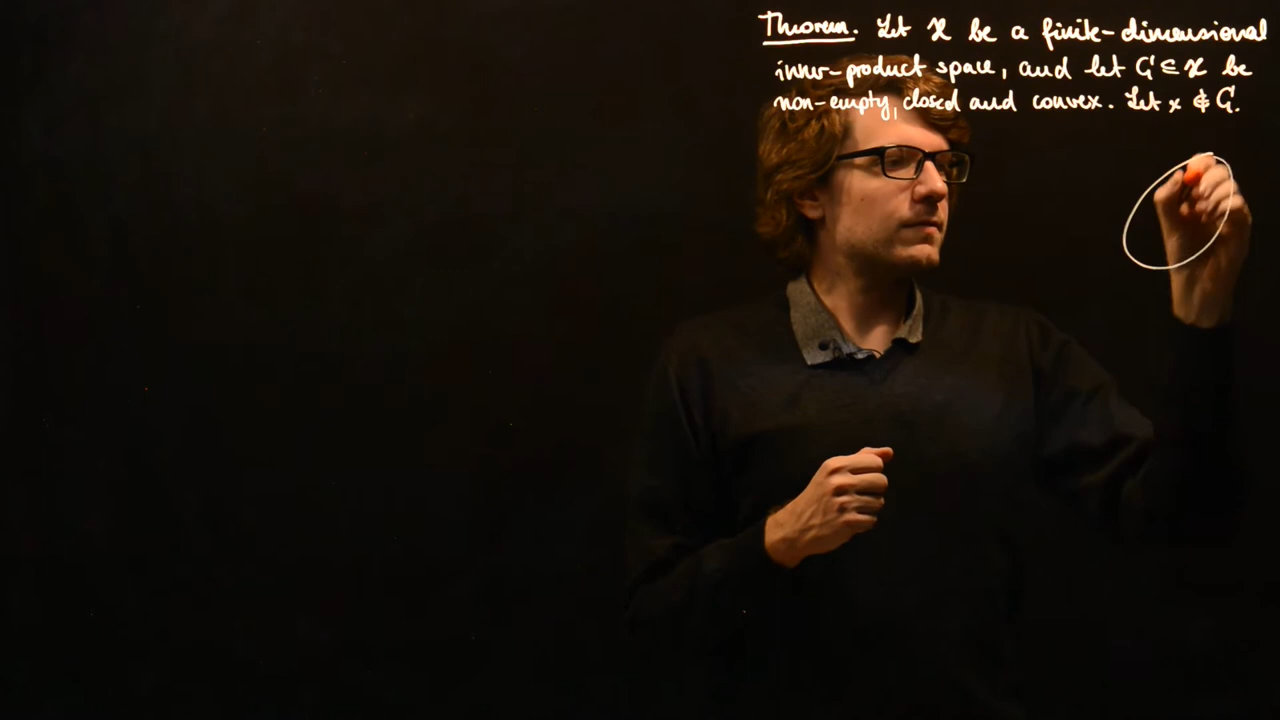 Theorem. Let ℋ be a finite-dimensional
inner-product space, and let C ⊆ ℋ be
non-empty, closed and convex. Let x ∉ C.